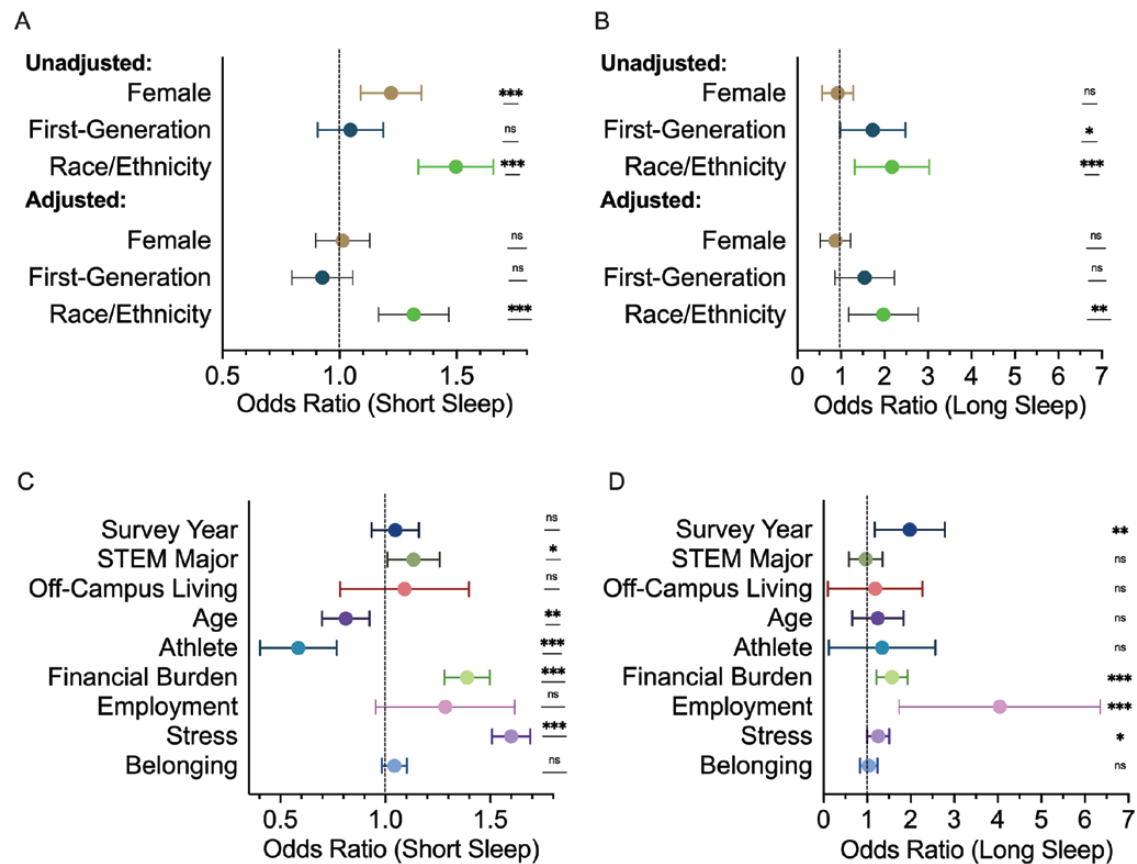 A
Unadjusted:
Female ***
First-Generation ns
Race/Ethnicity ***
Adjusted:
Female ns
First-Generation ns
Race/Ethnicity ***
0.5 1.0 1.5
Odds Ratio (Short Sleep)
B
Unadjusted:
Female ns
First-Generation *
Race/Ethnicity ***
Adjusted:
Female ns
First-Generation ns
Race/Ethnicity **
0 1 2 3 4 5 6 7
Odds Ratio (Long Sleep)
C
Survey Year ns
STEM Major *
Off-Campus Living ns
Age **
Athlete ***
Financial Burden ***
Employment ns
Stress ***
Belonging ns
0.5 1.0 1.5
Odds Ratio (Short Sleep)
D
Survey Year **
STEM Major ns
Off-Campus Living ns
Age ns
Athlete ns
Financial Burden ***
Employment ***
Stress *
Belonging ns
0 1 2 3 4 5 6 7
Odds Ratio (Long Sleep)